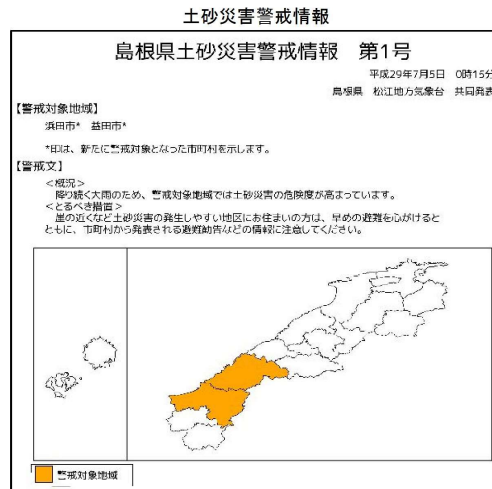 土砂災害警戒情報
島根県土砂災害警戒情報　第1号
平成29年7月5日　0時15分
島根県　松江地方気象台　共同発表
【警戒対象地域】
浜田市*　益田市*
*印は、新たに警戒対象となった市町村を示します。
【警戒文】
＜概況＞
降り続く大雨のため、警戒対象地域では土砂災害の危険度が高まっています。
＜とるべき措置＞
崖の近くなど土砂災害の発生しやすい地区にお住まいの方は、早めの避難を心がけると
ともに、市町村から発表される避難勧告などの情報に注意してください。
警戒対象地域